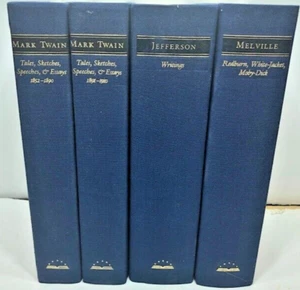 MARK TWAIN
Tales, Sketches,
Speeches, & Essays
1852–1890
MARK TWAIN
Tales, Sketches,
Speeches, & Essays
1891–1910
JEFFERSON
Writings
MELVILLE
Redburn, White-Jacket,
Moby-Dick